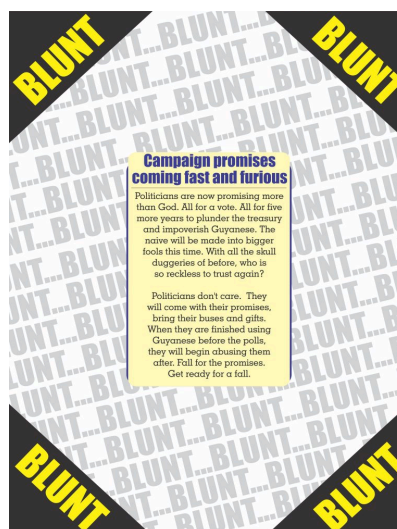 BLUNT
BLUNT
Campaign promises
coming fast and furious
Politicians are now promising more
than God. All for a vote. All for five
more years to plunder the treasury
and impoverish Guyanese. The
naive will be made into bigger
fools this time. With all the skull
duggeries of before, who is
so reckless to trust again?
Politicians don't care. They
will come with their promises,
bring their buses and gifts.
When they are finished using
Guyanese before the polls,
they will begin abusing them
after. Fall for the promises.
Get ready for a fall.
BLUNT
BLUNT